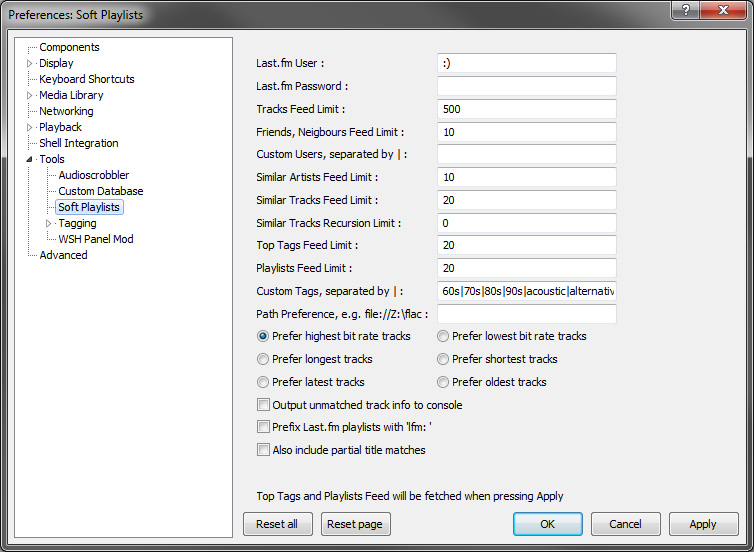 Preferences: Soft Playlists
?
Components
Display
Keyboard Shortcuts
Media Library
Networking
Playback
Shell Integration
Tools
Audioscrobbler
Custom Database
Soft Playlists
Tagging
WSH Panel Mod
Advanced
Last.fm User : :)
Last.fm Password :
Tracks Feed Limit : 500
Friends, Neigbours Feed Limit : 10
Custom Users, separated by | :
Similar Artists Feed Limit : 10
Similar Tracks Feed Limit : 20
Similar Tracks Recursion Limit : 0
Top Tags Feed Limit : 20
Playlists Feed Limit : 20
Custom Tags, separated by | : 60s|70s|80s|90s|acoustic|alternativ
Path Preference, e.g. file://Z:\flac :
Prefer highest bit rate tracks Prefer lowest bit rate tracks
Prefer longest tracks Prefer shortest tracks
Prefer latest tracks Prefer oldest tracks
Output unmatched track info to console
Prefix Last.fm playlists with 'lfm: '
Also include partial title matches
Top Tags and Playlists Feed will be fetched when pressing Apply
Reset all Reset page OK Cancel Apply